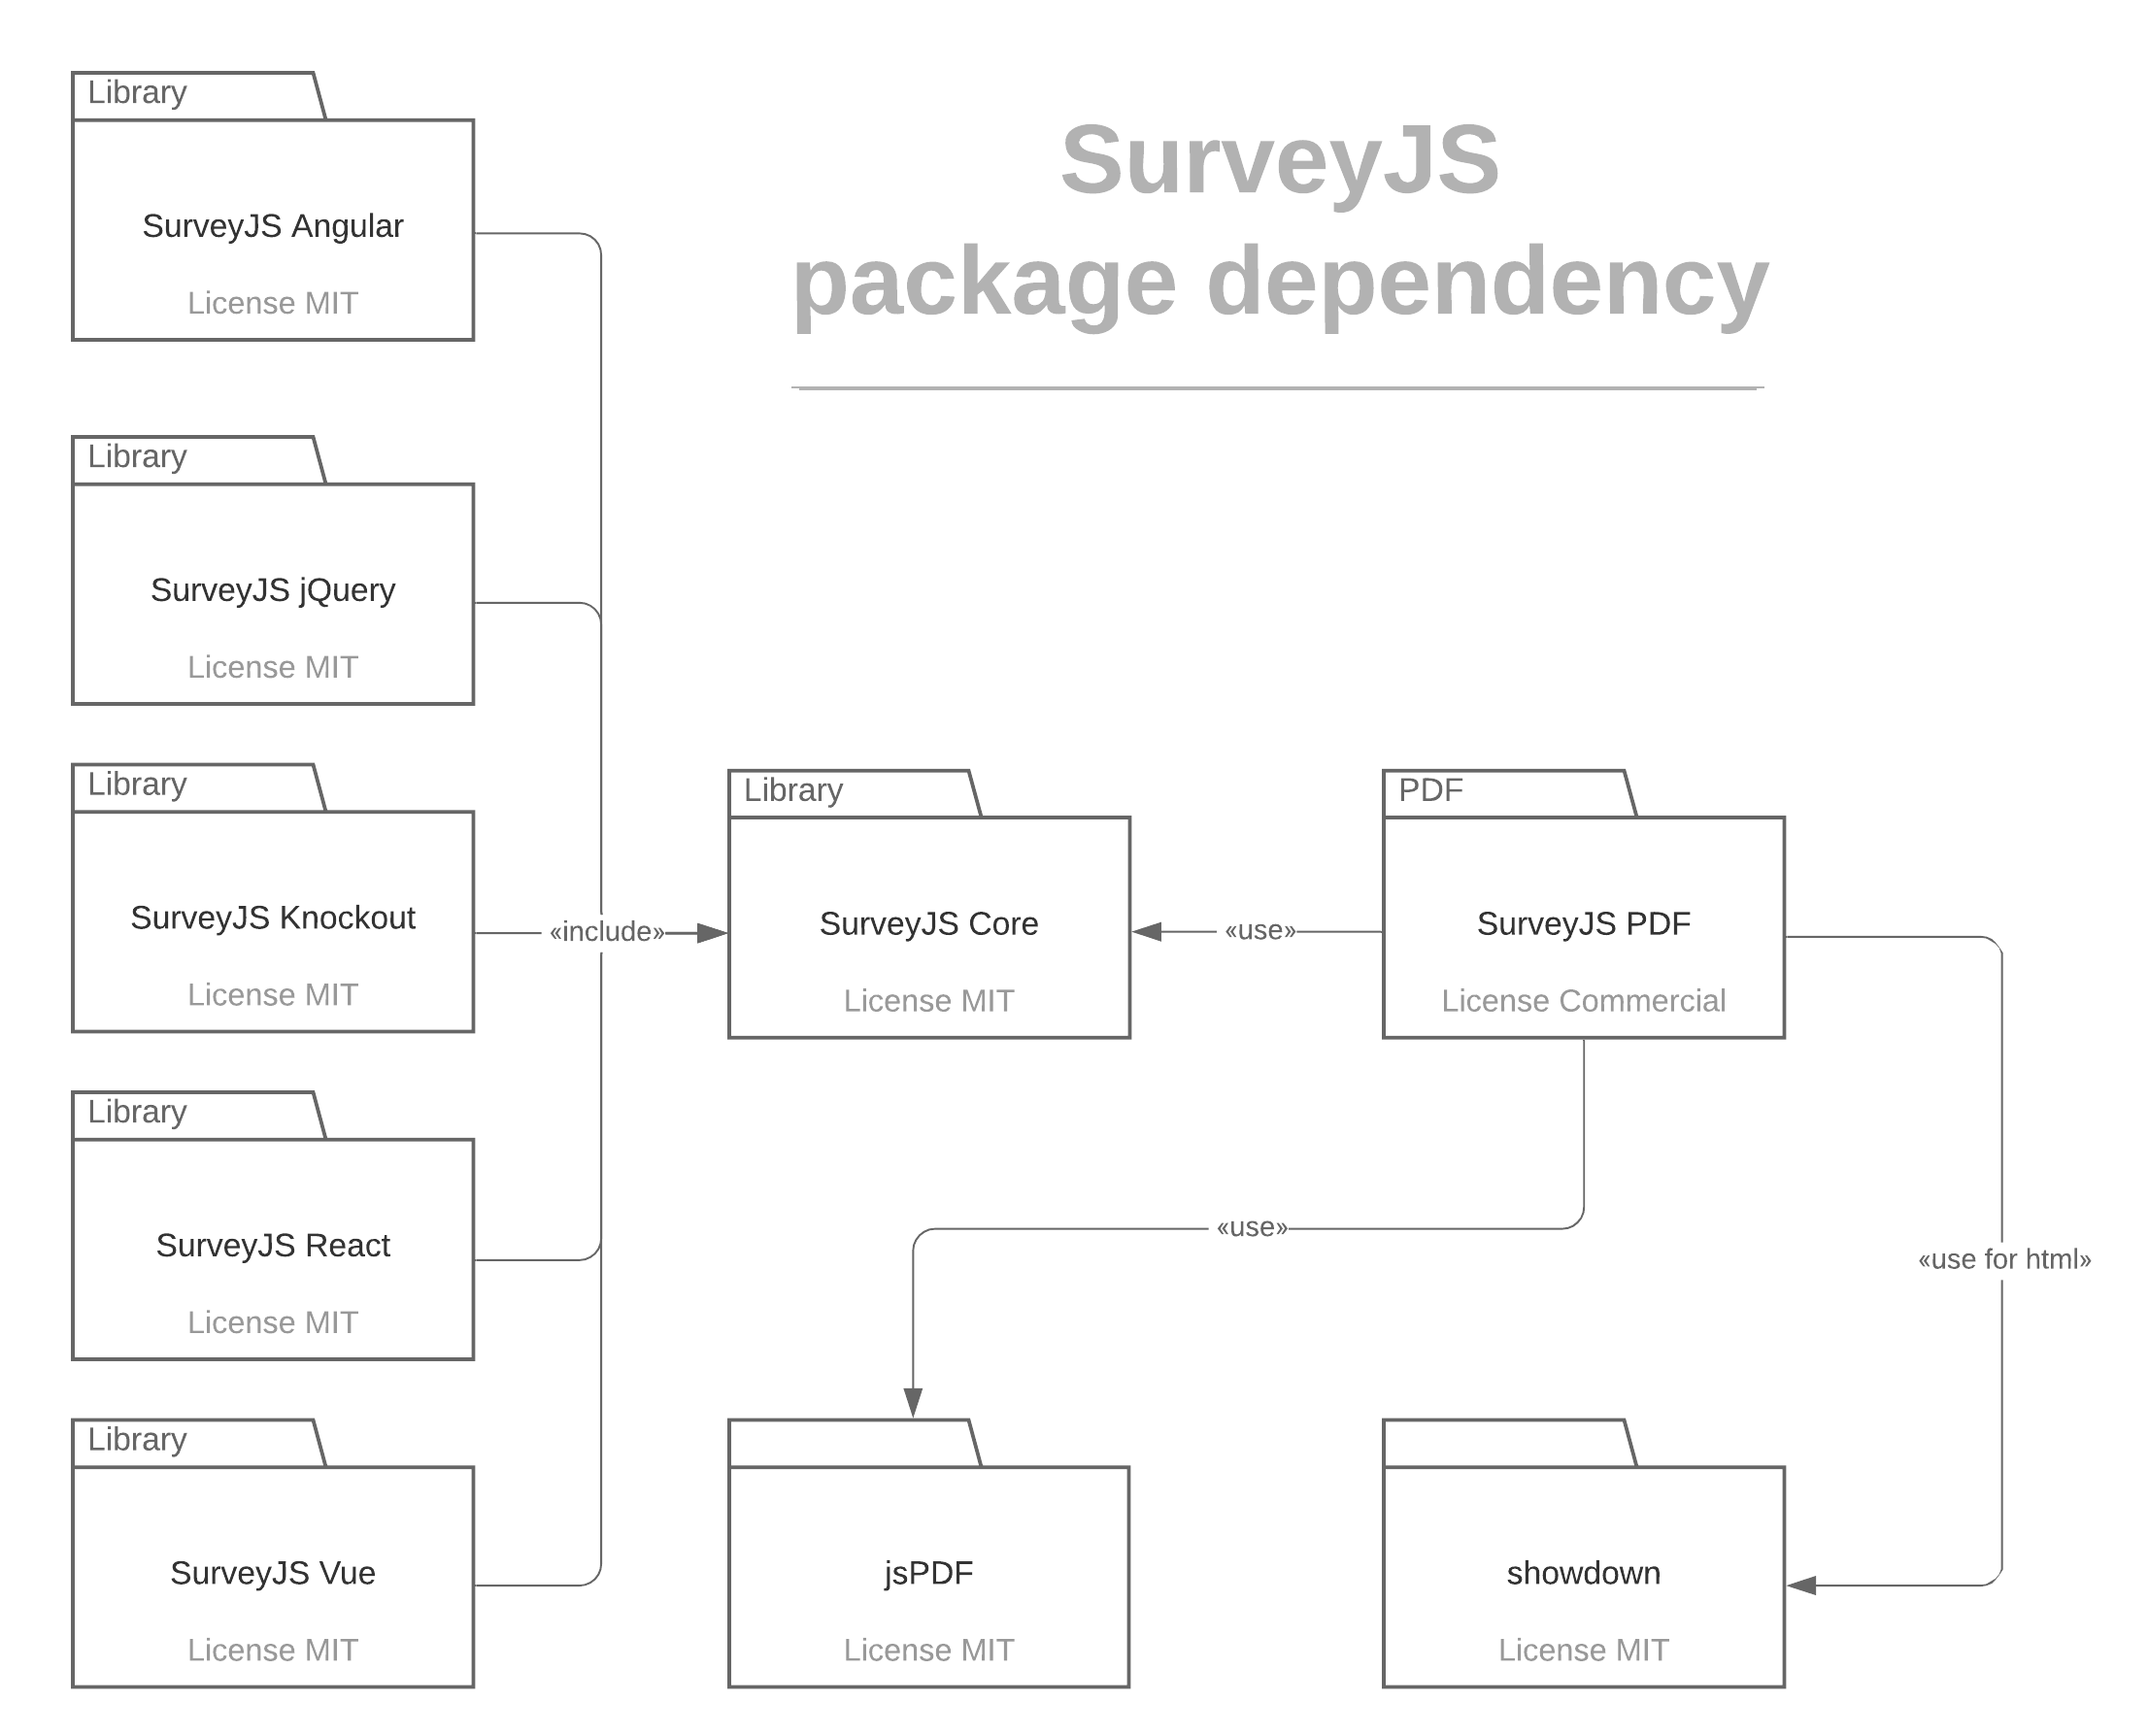 SurveyJS
package dependency
Library
SurveyJS Angular
License MIT
Library
SurveyJS jQuery
License MIT
Library
SurveyJS Knockout
License MIT
«include»
Library
SurveyJS Core
License MIT
«use»
PDF
SurveyJS PDF
License Commercial
Library
SurveyJS React
License MIT
«use»
«use for html»
Library
SurveyJS Vue
License MIT
jsPDF
License MIT
showdown
License MIT